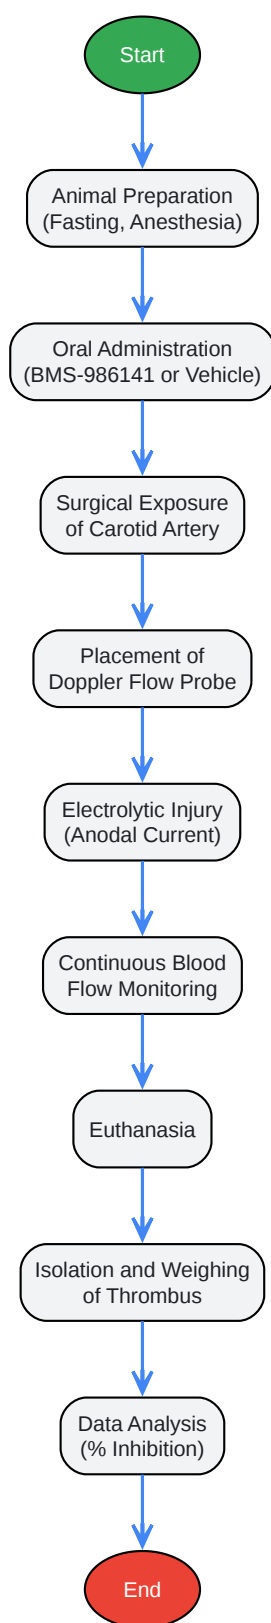 Start
Animal Preparation
(Fasting, Anesthesia)
Oral Administration
(BMS-986141 or Vehicle)
Surgical Exposure
of Carotid Artery
Placement of
Doppler Flow Probe
Electrolytic Injury
(Anodal Current)
Continuous Blood
Flow Monitoring
Euthanasia
Isolation and Weighing
of Thrombus
Data Analysis
(% Inhibition)
End